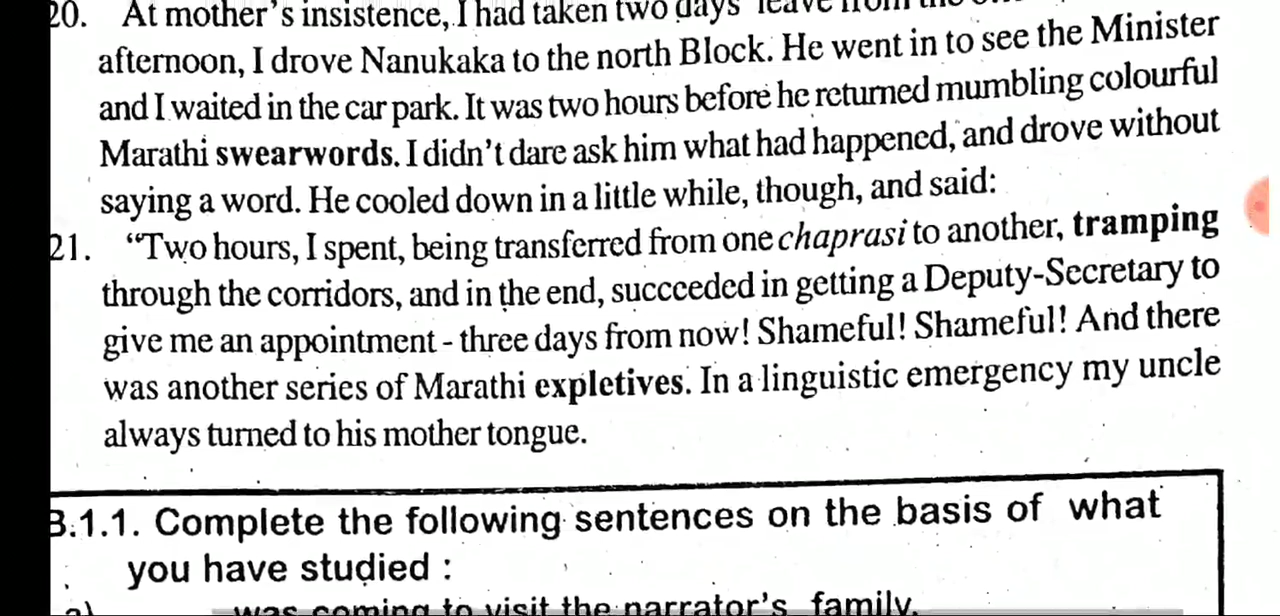 20. At mother's insistence, I had taken two days' leave from the
afternoon, I drove Nanukaka to the north Block. He went in to see the Minister
and I waited in the car park. It was two hours before he returned mumbling colourful
Marathi swearwords. I didn't dare ask him what had happened, and drove without
saying a word. He cooled down in a little while, though, and said:
21. “Two hours, I spent, being transferred from one chaprasi to another, tramping
through the corridors, and in the end, succeeded in getting a Deputy-Secretary to
give me an appointment - three days from now! Shameful! Shameful! And there
was another series of Marathi expletives. In a linguistic emergency my uncle
always turned to his mother tongue.
B.1.1. Complete the following sentences on the basis of what
you have studied :
a) was coming to visit the narrator's family.